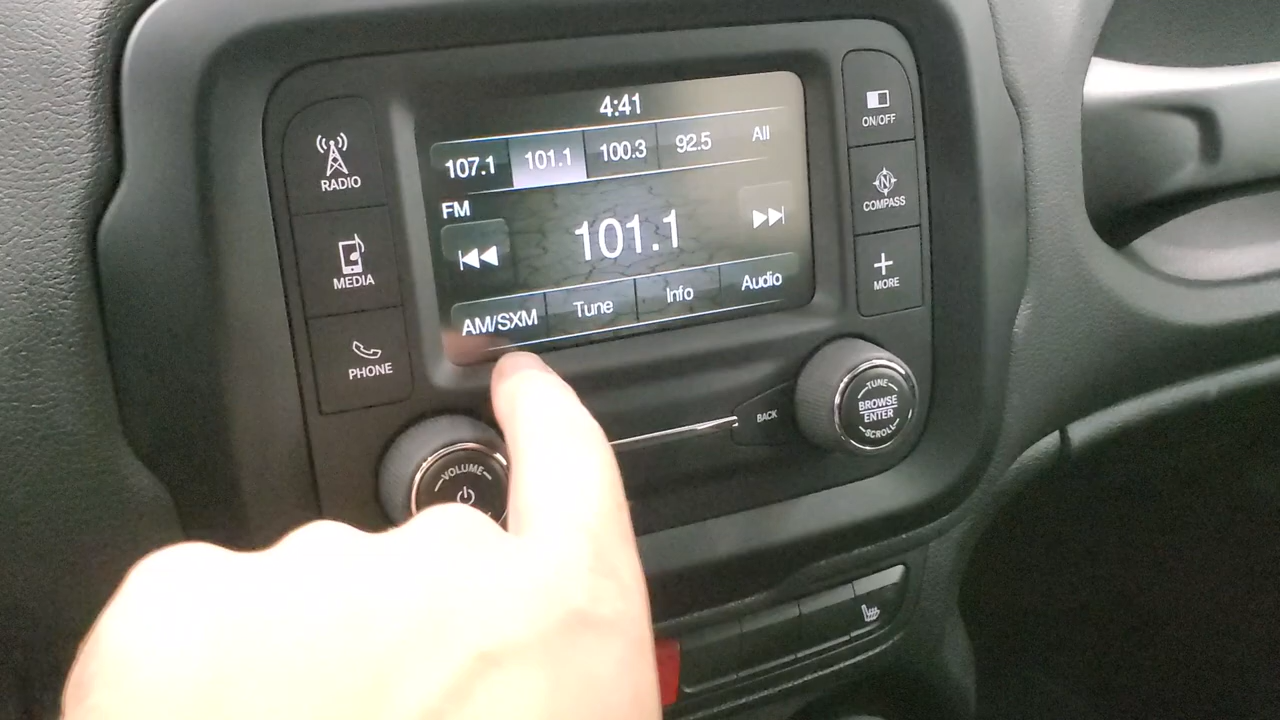 4:41
107.1 101.1 100.3 92.5 All
FM
101.1
AM/SXM Tune Info Audio
RADIO
MEDIA
PHONE
ON/OFF
N
COMPASS
MORE
VOLUME
BACK
TUNE
BROWSE
ENTER
SCROLL